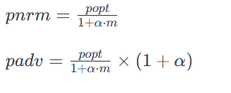 pnrm = popt / 1+α·m
padv = popt / 1+α·m × (1 + α)